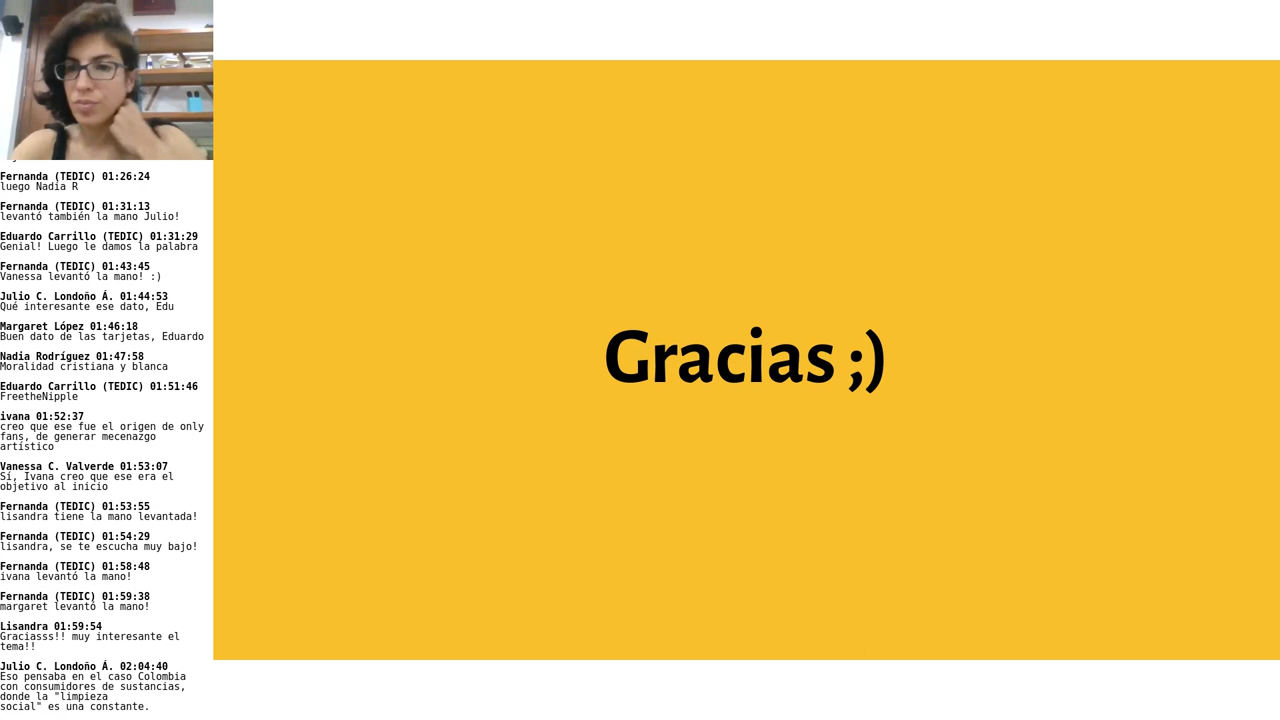 Fernanda (TEDIC) 01:26:24
luego Nadia R
Fernanda (TEDIC) 01:31:13
levantó también la mano Julio!
Eduardo Carrillo (TEDIC) 01:31:29
Genial! Luego le damos la palabra
Fernanda (TEDIC) 01:43:45
Vanessa levantó la mano! :)
Julio C. Londoño Á. 01:44:53
Qué interesante ese dato, Edu
Margaret López 01:46:18
Buen dato de las tarjetas, Eduardo
Nadia Rodríguez 01:47:58
Moralidad cristiana y blanca
Eduardo Carrillo (TEDIC) 01:51:46
FreetheNipple
ivana 01:52:37
creo que ese fue el origen de only
fans, de generar mecenazgo
artístico
Vanessa C. Valverde 01:53:07
Sí, Ivana creo que ese era el
objetivo al inicio
Fernanda (TEDIC) 01:53:55
lisandra tiene la mano levantada!
Fernanda (TEDIC) 01:54:29
lisandra, se te escucha muy bajo!
Fernanda (TEDIC) 01:58:48
ivana levantó la mano!
Fernanda (TEDIC) 01:59:38
margaret levantó la mano!
Lisandra 01:59:54
Graciasss!! muy interesante el
tema!!
Julio C. Londoño Á. 02:04:40
Eso pensaba en el caso Colombia
con consumidores de sustancias,
donde la "limpieza
social" es una constante.
Gracias ;)